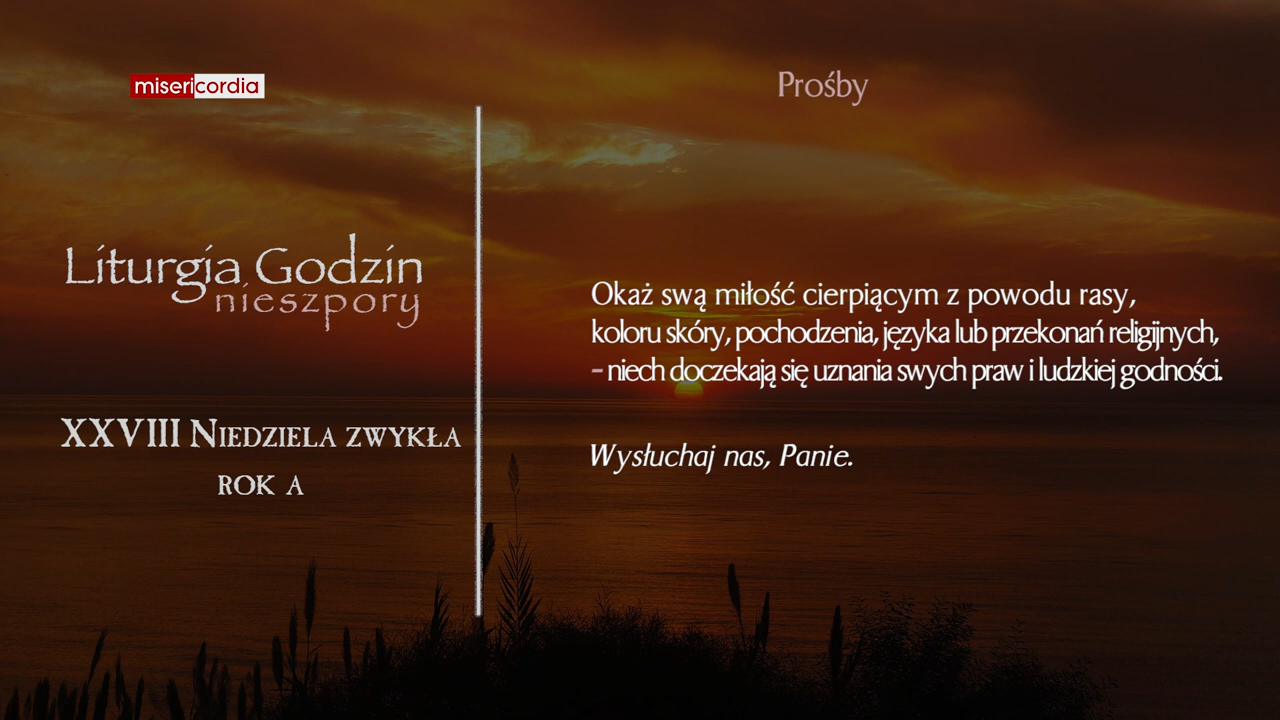 misericordia
Prośby
Liturgia Godzin
nieszpory
XXVIII Niedziela zwykła
rok A
Okaż swą miłość cierpiącym z powodu rasy,
koloru skóry, pochodzenia, języka lub przekonań religijnych,
- niech doczekają się uznania swych praw i ludzkiej godności.
Wysłuchaj nas, Panie.